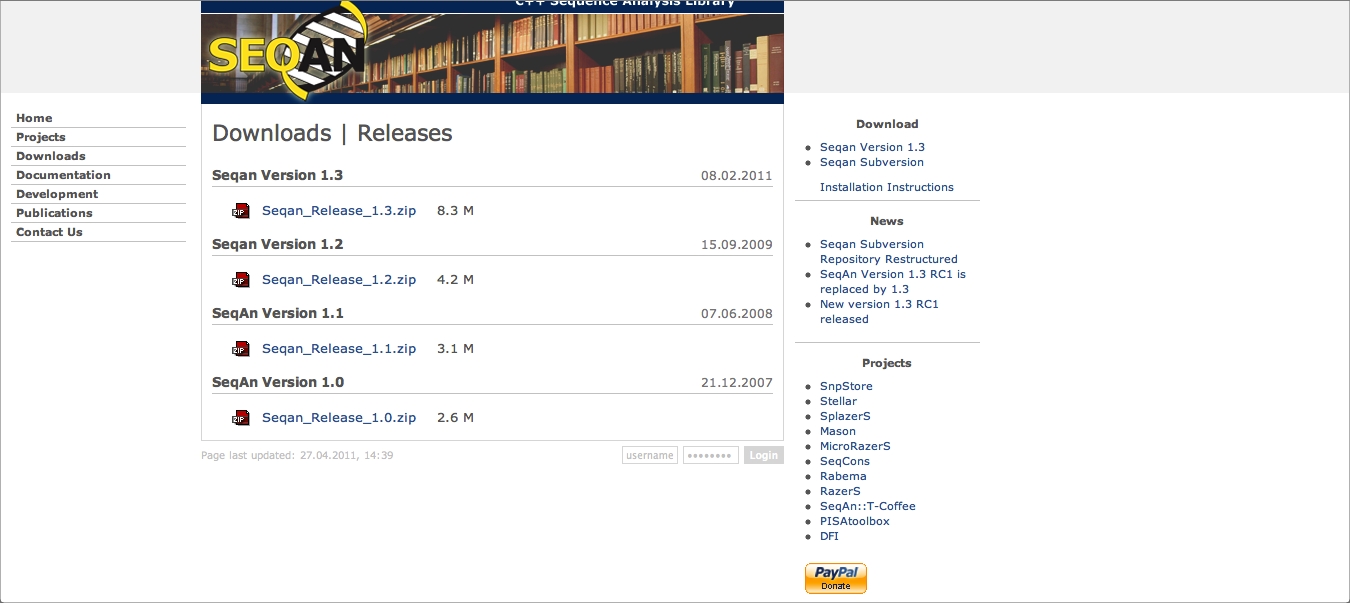 C++ Sequence Analysis Library
SEQAN
Home
Projects
Downloads
Documentation
Development
Publications
Contact Us
Downloads | Releases
Seqan Version 1.3 08.02.2011
ZIP Seqan_Release_1.3.zip 8.3 M
Seqan Version 1.2 15.09.2009
ZIP Seqan_Release_1.2.zip 4.2 M
SeqAn Version 1.1 07.06.2008
ZIP Seqan_Release_1.1.zip 3.1 M
SeqAn Version 1.0 21.12.2007
ZIP Seqan_Release_1.0.zip 2.6 M
Page last updated: 27.04.2011, 14:39
username •••••••• Login
Download
Seqan Version 1.3
Seqan Subversion
Installation Instructions
News
Seqan Subversion
Repository Restructured
SeqAn Version 1.3 RC1 is
replaced by 1.3
New version 1.3 RC1
released
Projects
SnpStore
Stellar
SplazerS
Mason
MicroRazerS
SeqCons
Rabema
RazerS
SeqAn::T-Coffee
PISAtoolbox
DFI
PayPal
Donate